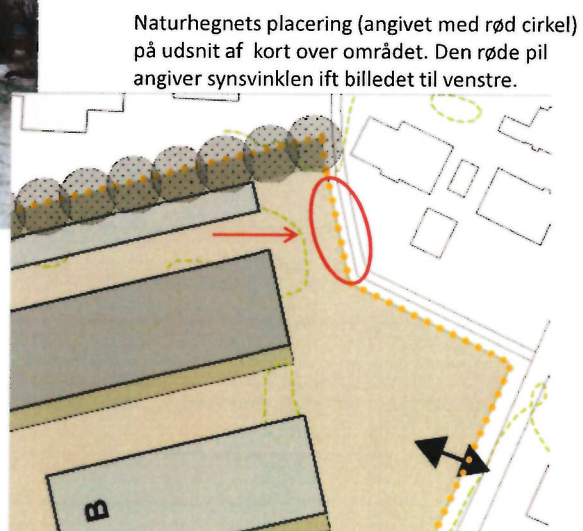 Naturhegnets placering (angivet med rød cirkel)
på udsnit af kort over området. Den røde pil
angiver synsvinklen ift billedet til venstre.
B